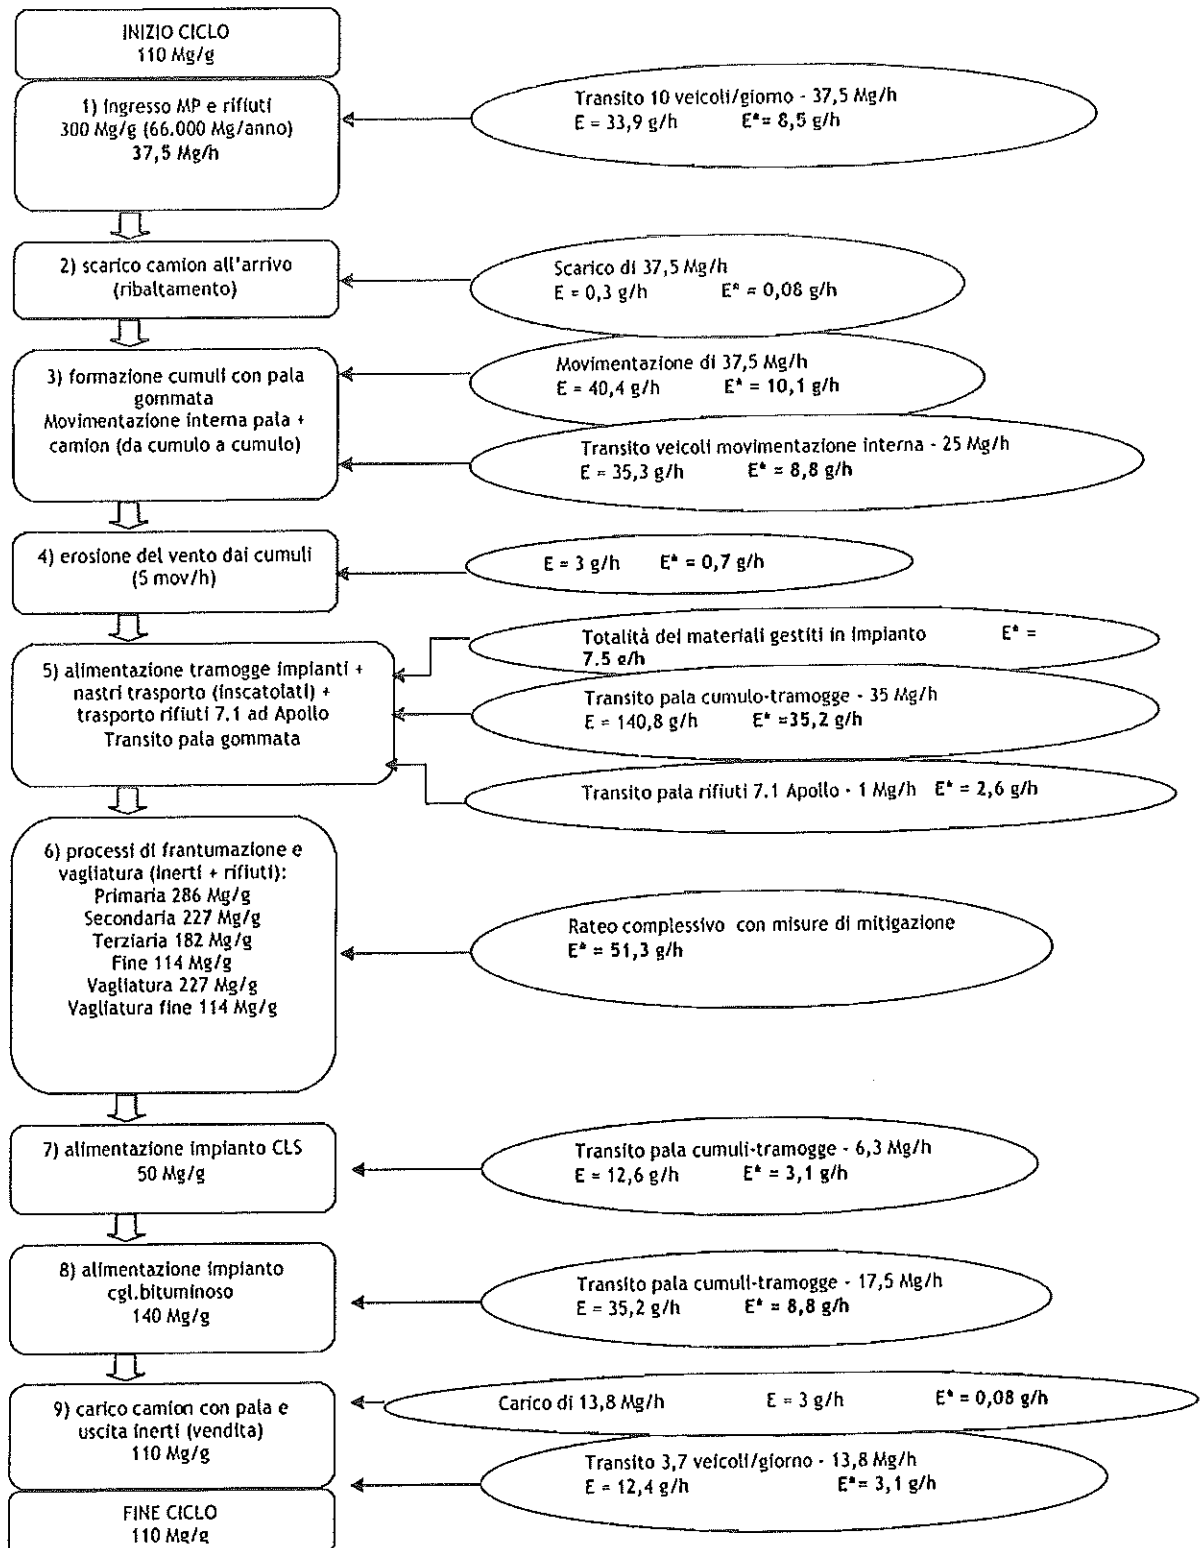 INIZIO CICLO
110 Mg/g
1) ingresso MP e rifiuti
300 Mg/g (66.000 Mg/anno)
37,5 Mg/h
Transito 10 veicoli/giorno - 37,5 Mg/h
E = 33,9 g/h E*= 8,5 g/h
2) scarico camion all'arrivo
(ribaltamento)
Scarico di 37,5 Mg/h
E = 0,3 g/h E* = 0,08 g/h
3) formazione cumuli con pala
gommata
Movimentazione interna pala +
camion (da cumulo a cumulo)
Movimentazione di 37,5 Mg/h
E = 40,4 g/h E* = 10,1 g/h
Transito veicoli movimentazione interna - 25 Mg/h
E = 35,3 g/h E* = 8,8 g/h
4) erosione del vento dai cumuli
(5 mov/h)
E = 3 g/h E* = 0,7 g/h
5) alimentazione tramogge impianti +
nastri trasporto (inscatolati) +
trasporto rifiuti 7.1 ad Apollo
Transito pala gommata
Totalità dei materiali gestiti in impianto E* =
7.5 g/h
Transito pala cumulo-tramogge - 35 Mg/h
E = 140,8 g/h E* =35,2 g/h
Transito pala rifiuti 7.1 Apollo - 1 Mg/h E* = 2,6 g/h
6) processi di frantumazione e
vagliatura (inerti + rifiuti):
Primaria 286 Mg/g
Secondaria 227 Mg/g
Terziaria 182 Mg/g
Fine 114 Mg/g
Vagliatura 227 Mg/g
Vagliatura fine 114 Mg/g
Rateo complessivo con misure di mitigazione
E* = 51,3 g/h
7) alimentazione impianto CLS
50 Mg/g
Transito pala cumuli-tramogge - 6,3 Mg/h
E = 12,6 g/h E* = 3,1 g/h
8) alimentazione impianto
cgl.bituminoso
140 Mg/g
Transito pala cumuli-tramogge - 17,5 Mg/h
E = 35,2 g/h E* = 8,8 g/h
9) carico camion con pala e
uscita inerti (vendita)
110 Mg/g
Carico di 13,8 Mg/h E = 3 g/h E* = 0,08 g/h
Transito 3,7 veicoli/giorno - 13,8 Mg/h
E = 12,4 g/h E*= 3,1 g/h
FINE CICLO
110 Mg/g